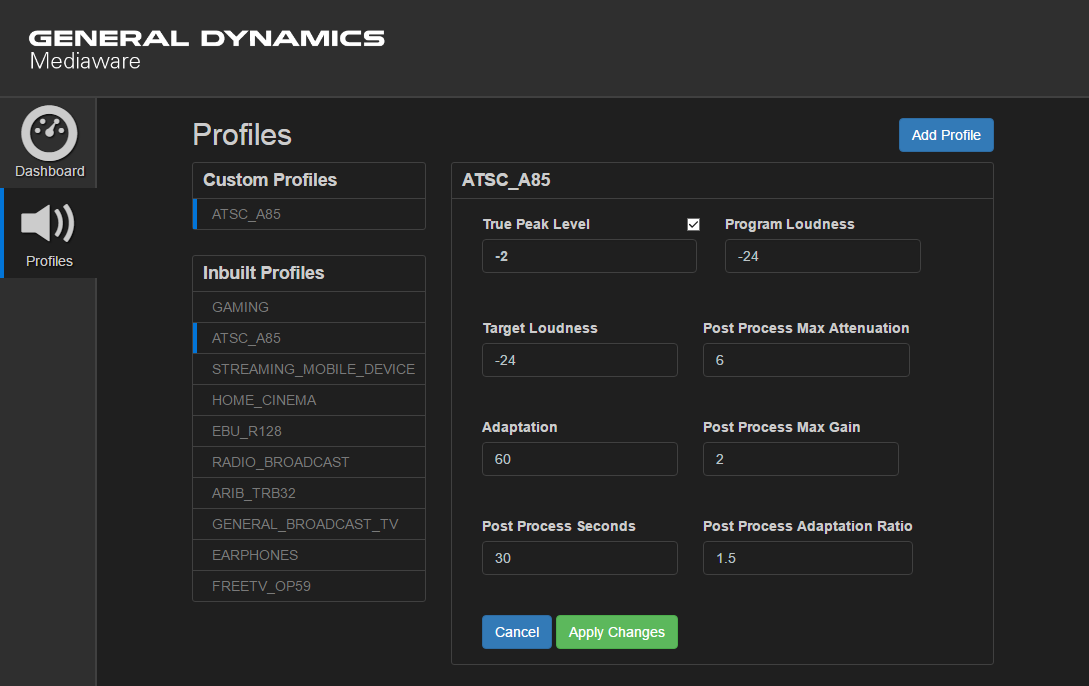 GENERAL DYNAMICS
Mediaware
Dashboard
Profiles
Profiles
Add Profile
Custom Profiles
ATSC_A85
Inbuilt Profiles
GAMING
ATSC_A85
STREAMING_MOBILE_DEVICE
HOME_CINEMA
EBU_R128
RADIO_BROADCAST
ARIB_TRB32
GENERAL_BROADCAST_TV
EARPHONES
FREETV_OP59
ATSC_A85
True Peak Level
Program Loudness
-2
-24
Target Loudness
Post Process Max Attenuation
-24
6
Adaptation
Post Process Max Gain
60
2
Post Process Seconds
Post Process Adaptation Ratio
30
1.5
Cancel
Apply Changes